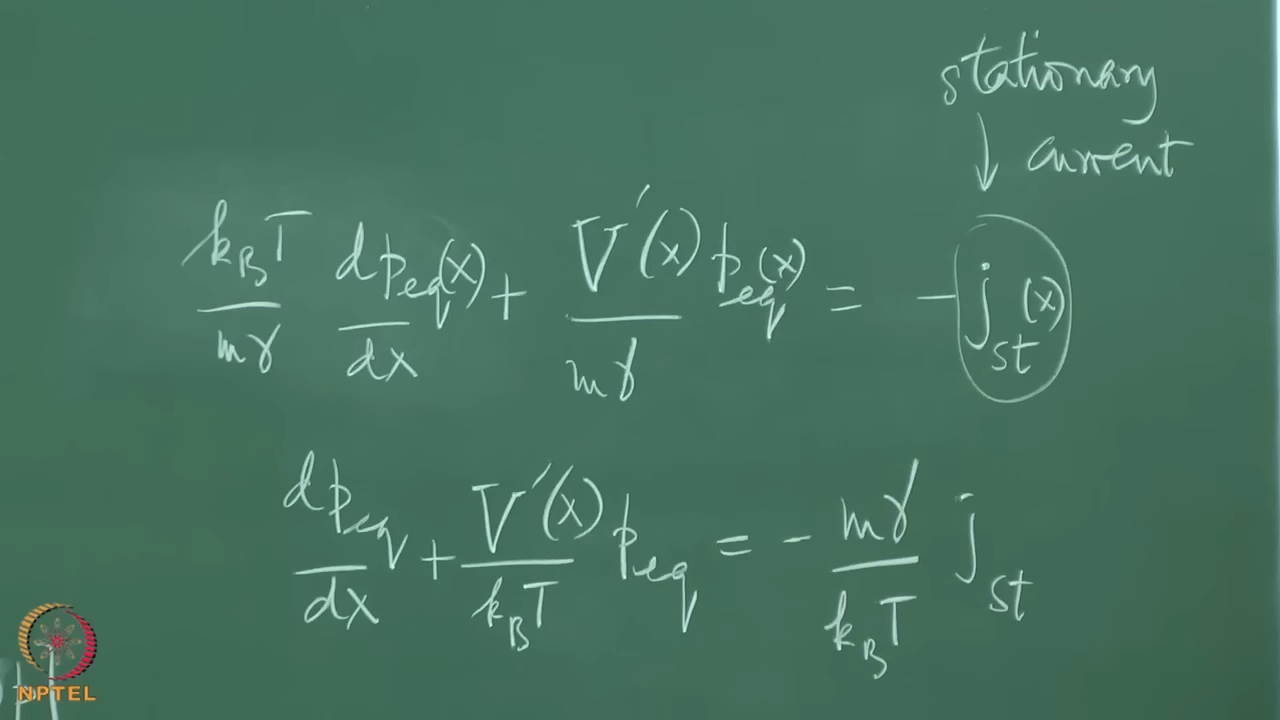 stationary
↓ current
k_B T / mγ dp_eq(x) / dx + V'(x) / mγ p_eq(x) = - j_st(x)
dp_eq / dx + V'(x) / k_B T p_eq = - mγ / k_B T j_st
NPTEL